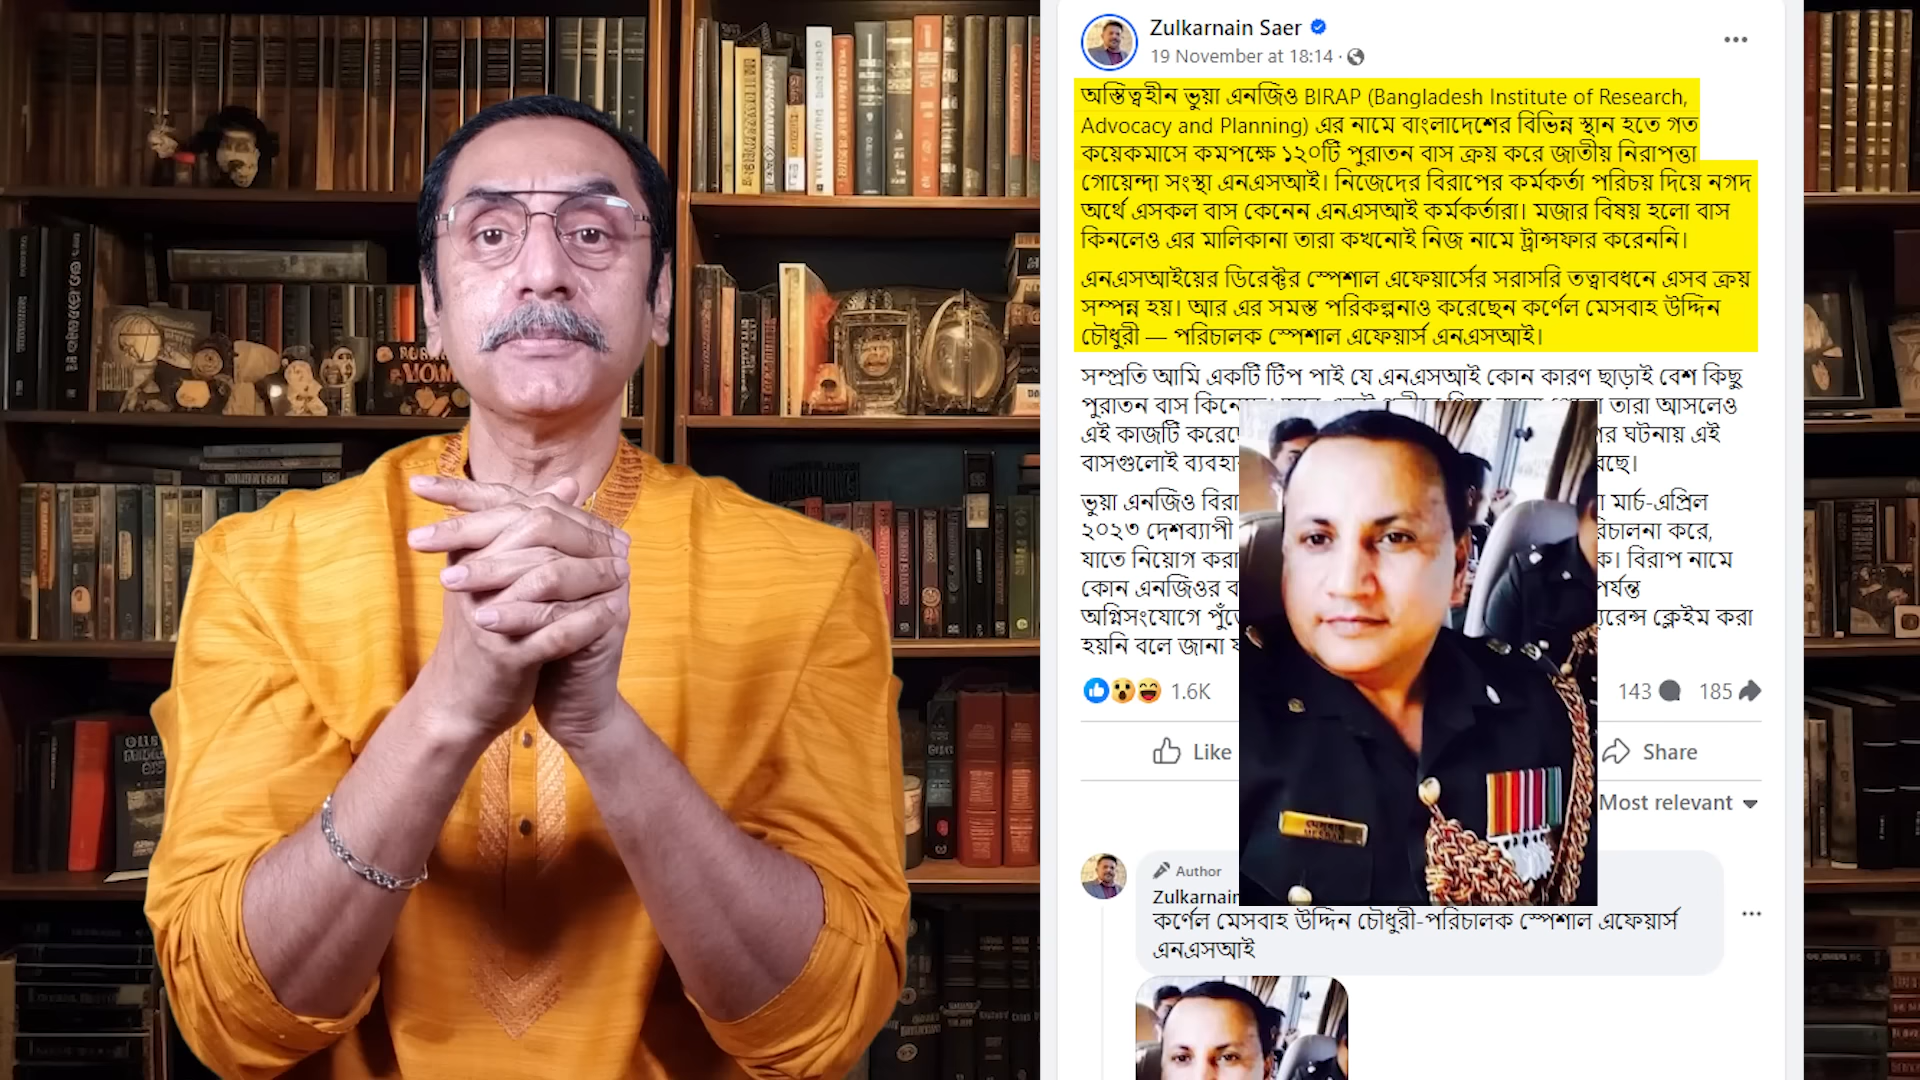 Zulkarnain Saer
19 November at 18:14
অস্তিত্বহীন ভুয়া এনজিও BIRAP (Bangladesh Institute of Research,
Advocacy and Planning) এর নামে বাংলাদেশের বিভিন্ন স্থান হতে গত
কয়েকমাসে কমপক্ষে ১২০টি পুরাতন বাস ক্রয় করে জাতীয় নিরাপত্তা
গোয়েন্দা সংস্থা এনএসআই। নিজেদের বিরাপের কর্মকর্তা পরিচয় দিয়ে নগদ
অর্থে এসকল বাস কেনেন এনএসআই কর্মকর্তারা। মজার বিষয় হলো বাস
কিনলেও এর মালিকানা তারা কখনোই নিজ নামে ট্রান্সফার করেননি।
এনএসআইয়ের ডিরেক্টর স্পেশাল এফেয়ার্সের সরাসরি তত্বাবধনে এসব ক্রয়
সম্পন্ন হয়। আর এর সমস্ত পরিকল্পনাও করেছেন কর্ণেল মেসবাহ উদ্দিন
চৌধুরী — পরিচালক স্পেশাল এফেয়ার্স এনএসআই।
সম্প্রতি আমি একটি টিপ পাই যে এনএসআই কোন কারণ ছাড়াই বেশ কিছু
পুরাতন বাস তারা আসলেও
এই কাজটি ঘটনায় এই
বাসগুলোই
ভুয়া এনজিও মার্চ-এপ্রিল
২০২৩ দেশব্যাপী করে,
যাতে নিয়োগ বিরাপ নামে
কোন এনজিওর
অগ্নিসংযোগে ক্লেইম করা
হয়নি বলে জানা
1.6K 143 185
Like Share
Most relevant
Author
Zulkarnain
কর্ণেল মেসবাহ উদ্দিন চৌধুরী-পরিচালক স্পেশাল এফেয়ার্স
এনএসআই